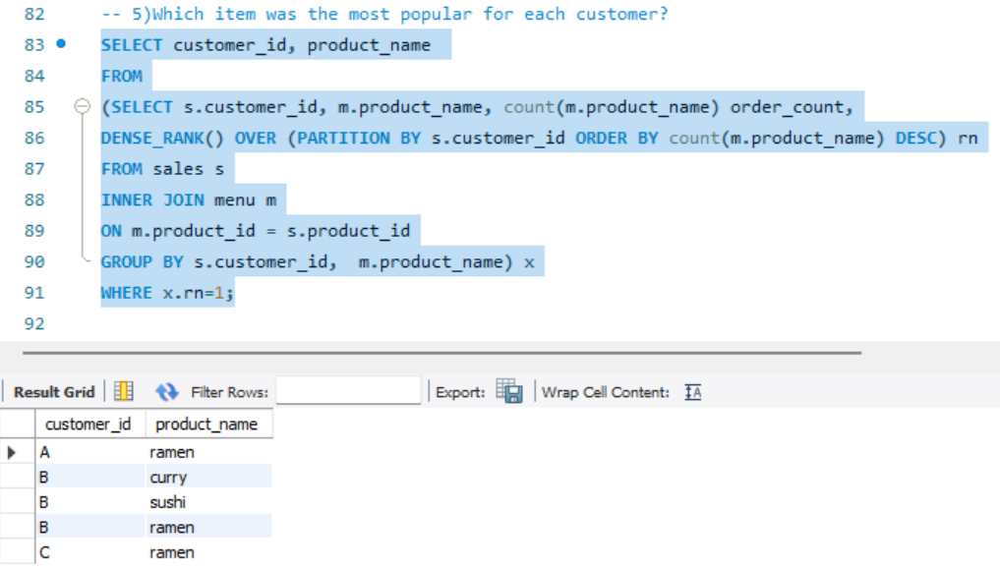 82 -- 5)Which item was the most popular for each customer?
83 SELECT customer_id, product_name
84 FROM
85 (SELECT s.customer_id, m.product_name, count(m.product_name) order_count,
86 DENSE_RANK() OVER (PARTITION BY s.customer_id ORDER BY count(m.product_name) DESC) rn
87 FROM sales s
88 INNER JOIN menu m
89 ON m.product_id = s.product_id
90 GROUP BY s.customer_id,  m.product_name) x
91 WHERE x.rn=1;
92
Result Grid Filter Rows: Export: Wrap Cell Content: IA
customer_id product_name
A ramen
B curry
B sushi
B ramen
C ramen